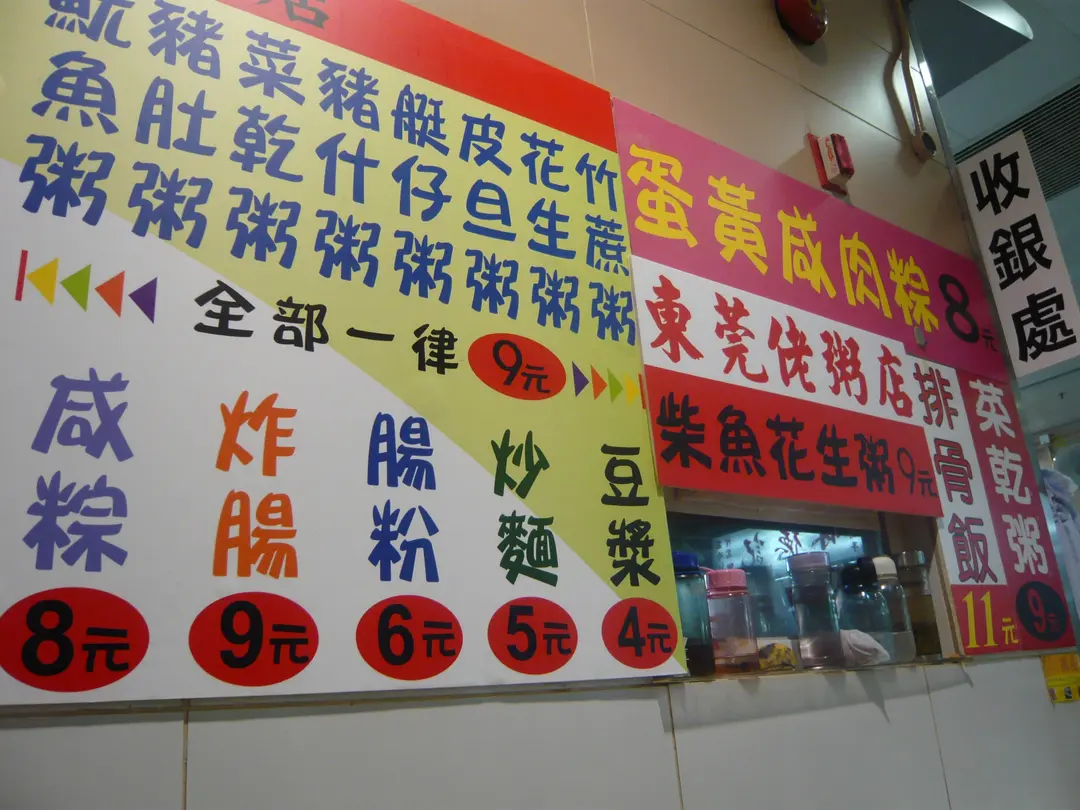 店
魷魚粥
豬肚粥
菜乾粥
豬什粥
艇仔粥
皮旦粥
花生粥
竹蔗粥
全部一律 9元
咸粽 8元
炸腸 9元
腸粉 6元
炒麵 5元
豆漿 4元
蛋黃咸肉粽 8元
東莞佬粥店
柴魚花生粥 9元
排骨飯 11元
菜乾粥 9元
收銀處